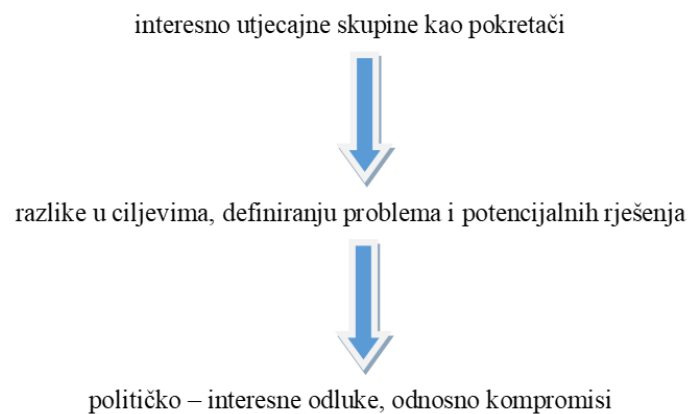 interesno utjecajne skupine kao pokretači
razlike u ciljevima, definiranju problema i potencijalnih rješenja
političko – interesne odluke, odnosno kompromisi